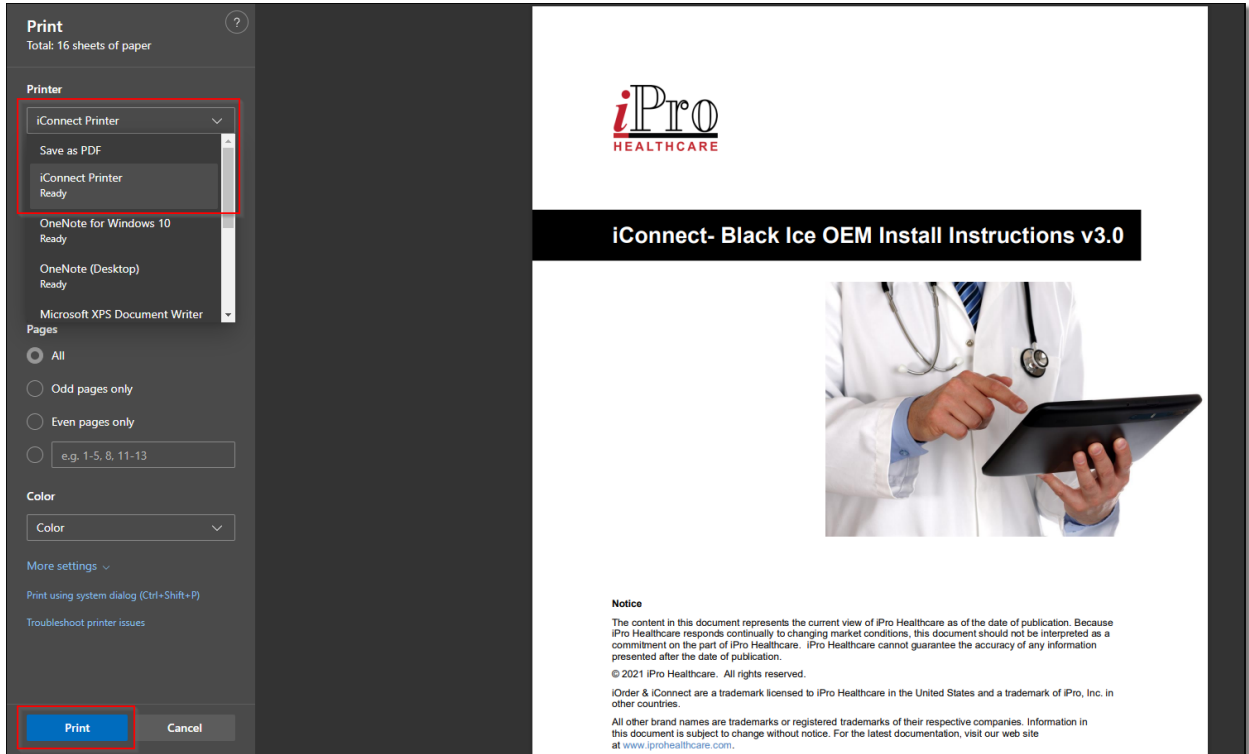 Print
?
Total: 16 sheets of paper
Printer
iConnect Printer
Save as PDF
iConnect Printer
Ready
OneNote for Windows 10
Ready
OneNote (Desktop)
Ready
Microsoft XPS Document Writer
Pages
All
Odd pages only
Even pages only
e.g. 1-5, 8, 11-13
Color
Color
More settings
Print using system dialog (Ctrl+Shift+P)
Troubleshoot printer issues
Print
Cancel
iPro
HEALTHCARE
iConnect- Black Ice OEM Install Instructions v3.0
Notice
The content in this document represents the current view of iPro Healthcare as of the date of publication. Because
iPro Healthcare responds continually to changing market conditions, this document should not be interpreted as a
commitment on the part of iPro Healthcare. iPro Healthcare cannot guarantee the accuracy of any information
presented after the date of publication.
© 2021 iPro Healthcare. All rights reserved.
iOrder & iConnect are a trademark licensed to iPro Healthcare in the United States and a trademark of iPro, Inc. in
other countries.
All other brand names are trademarks or registered trademarks of their respective companies. Information in
this document is subject to change without notice. For the latest documentation, visit our web site
at www.iprohealthcare.com.